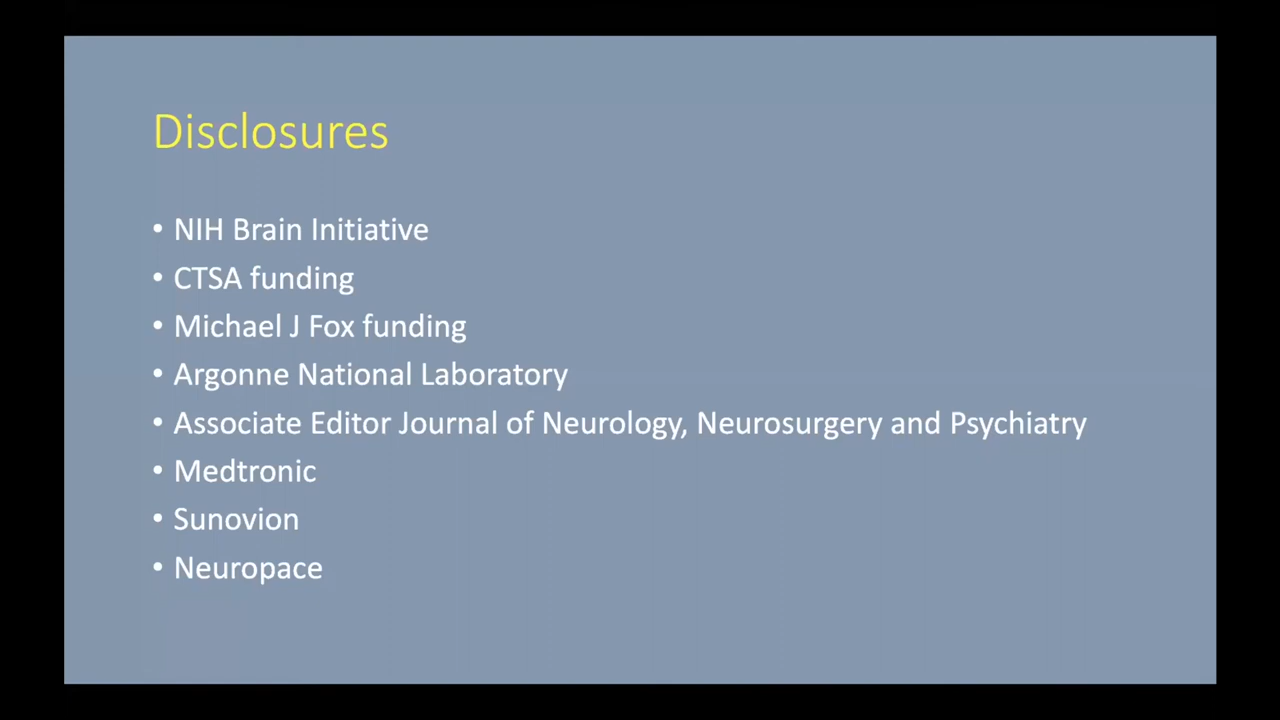 Disclosures
• NIH Brain Initiative
• CTSA funding
• Michael J Fox funding
• Argonne National Laboratory
• Associate Editor Journal of Neurology, Neurosurgery and Psychiatry
• Medtronic
• Sunovion
• Neuropace